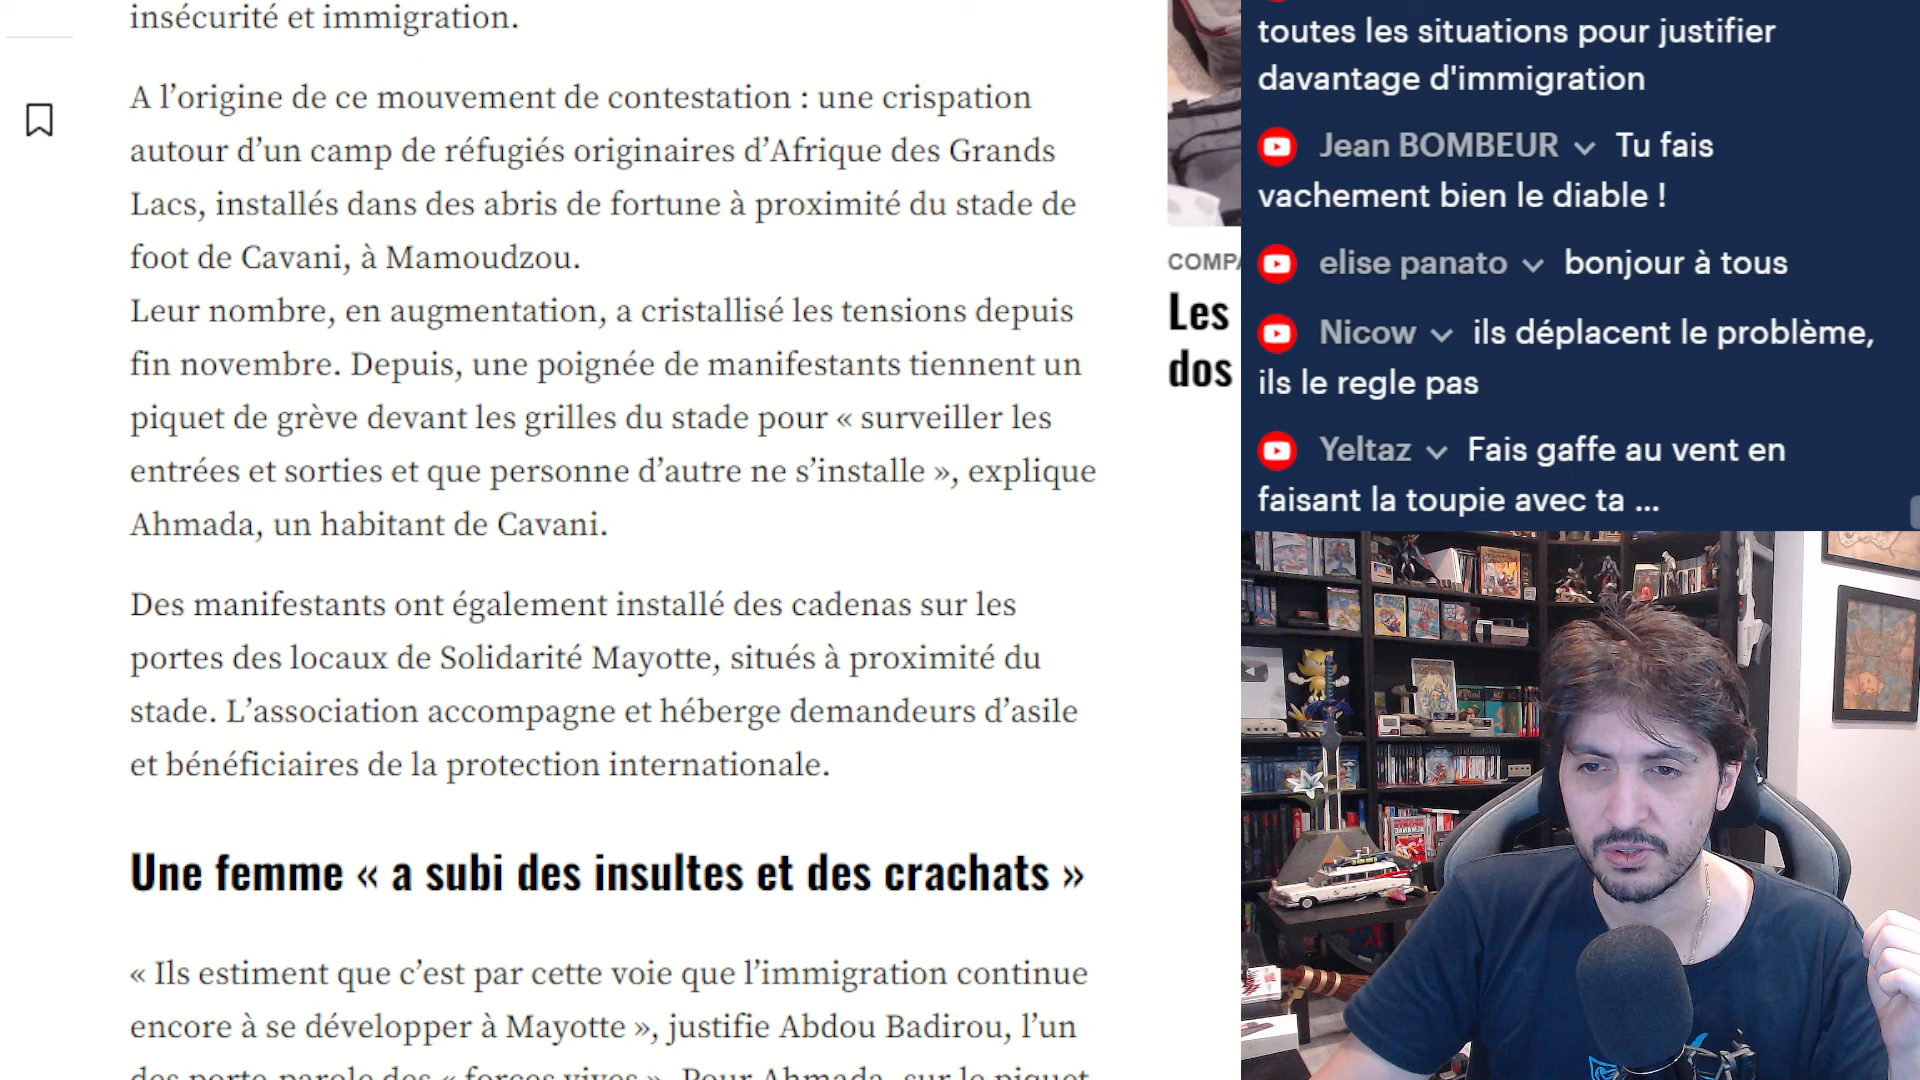 insécurité et immigration.
A l’origine de ce mouvement de contestation : une crispation
autour d’un camp de réfugiés originaires d’Afrique des Grands
Lacs, installés dans des abris de fortune à proximité du stade de
foot de Cavani, à Mamoudzou.
Leur nombre, en augmentation, a cristallisé les tensions depuis
fin novembre. Depuis, une poignée de manifestants tiennent un
piquet de grève devant les grilles du stade pour « surveiller les
entrées et sorties et que personne d’autre ne s’installe », explique
Ahmada, un habitant de Cavani.
Des manifestants ont également installé des cadenas sur les
portes des locaux de Solidarité Mayotte, situés à proximité du
stade. L’association accompagne et héberge demandeurs d’asile
et bénéficiaires de la protection internationale.
Une femme « a subi des insultes et des crachats »
« Ils estiment que c’est par cette voie que l’immigration continue
encore à se développer à Mayotte », justifie Abdou Badirou, l’un
des porte-parole des « forces vives ». Pour Ahmada, sur le piquet
COMPA
Les
dos
toutes les situations pour justifier
davantage d'immigration
Jean BOMBEUR Tu fais
vachement bien le diable !
elise panato bonjour à tous
Nicow ils déplacent le problème,
ils le regle pas
Yeltaz Fais gaffe au vent en
faisant la toupie avec ta ...